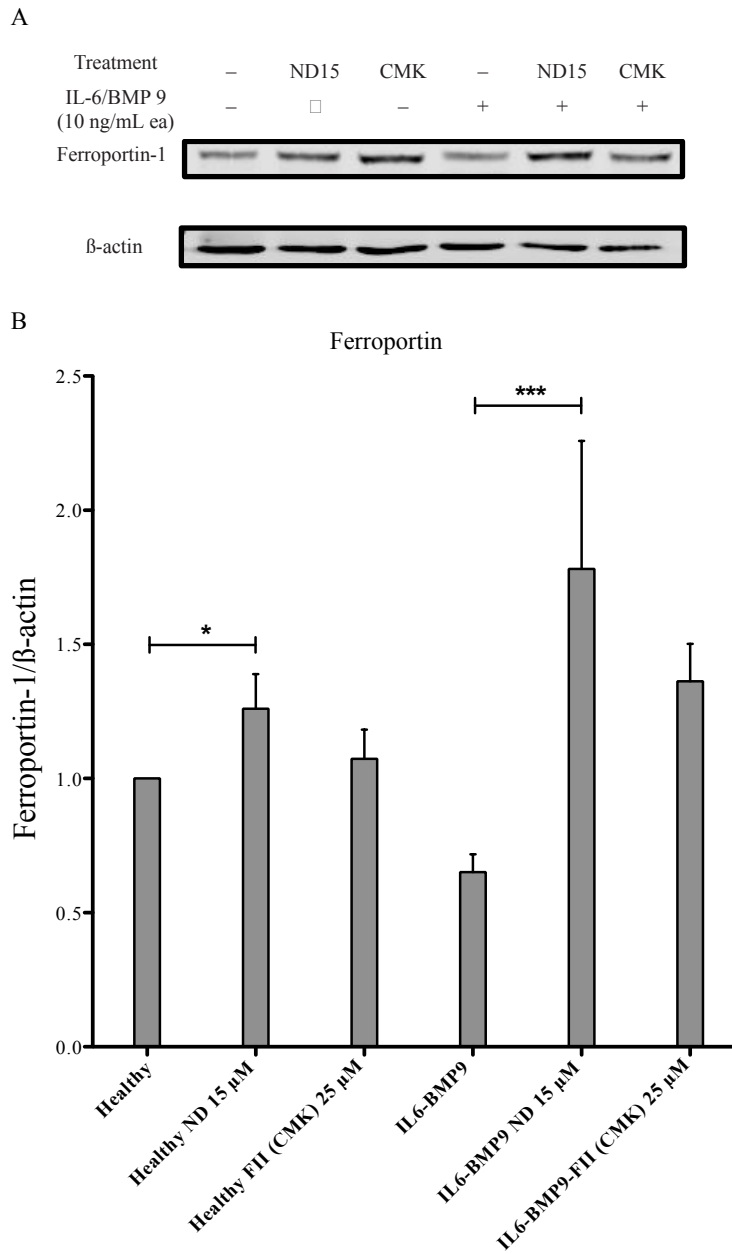 A
Treatment – ND15 CMK – ND15 CMK
IL-6/BMP 9 – □ – + + +
(10 ng/mL ea)
Ferroportin-1
ß-actin
B
Ferroportin
2.5
***
2.0
1.5
*
1.0
0.5
0.0
Ferroportin-1/ß-actin
Healthy
Healthy ND 15 µM
Healthy FII (CMK) 25 µM
IL6-BMP9
IL6-BMP9 ND 15 µM
IL6-BMP9-FII (CMK) 25 µM